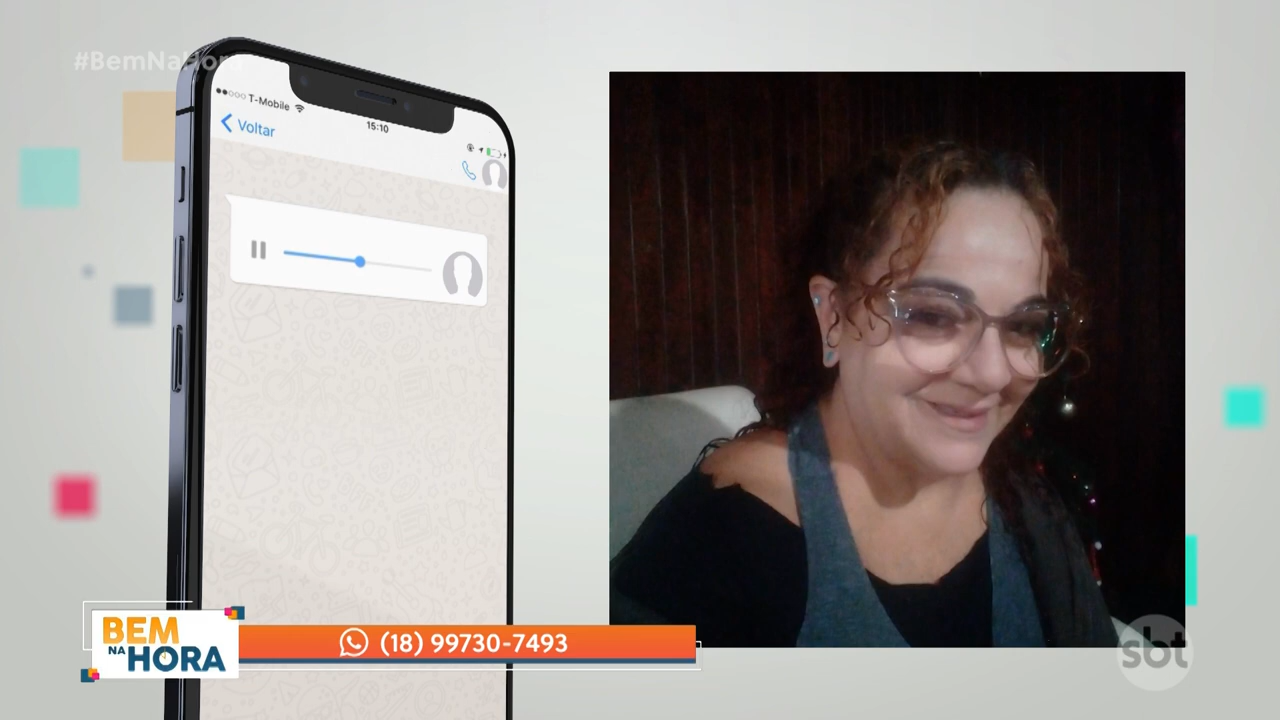 #BemNaHora
T-Mobile
15:10
Voltar
BEM
NA
HORA
(18) 99730-7493
sbt